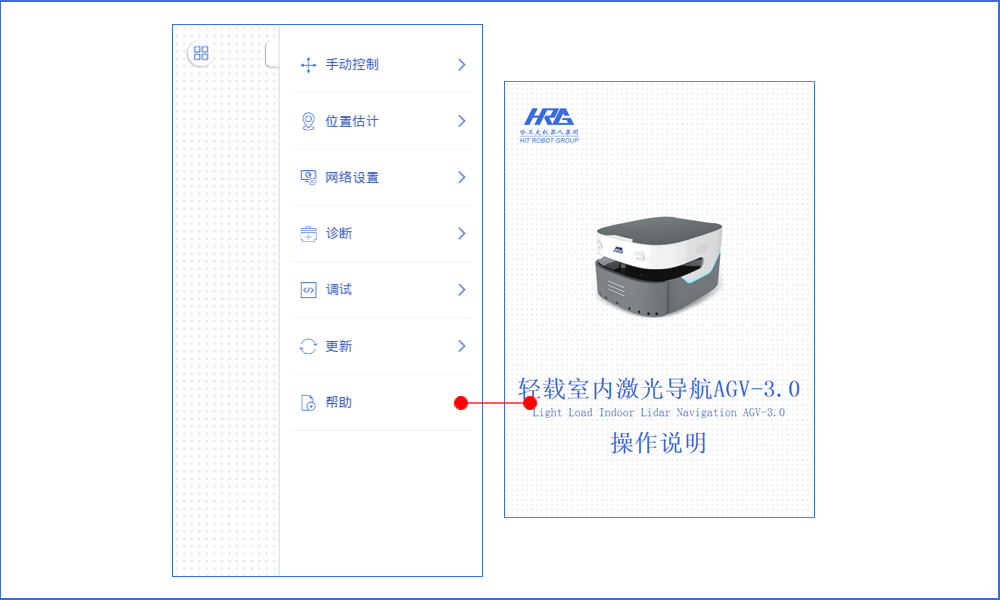 手动控制
位置估计
网络设置
诊断
调试
更新
帮助
HRG
哈工大机器人集团
HIT ROBOT GROUP
轻载室内激光导航AGV-3.0
Light Load Indoor Lidar Navigation AGV-3.0
操作说明